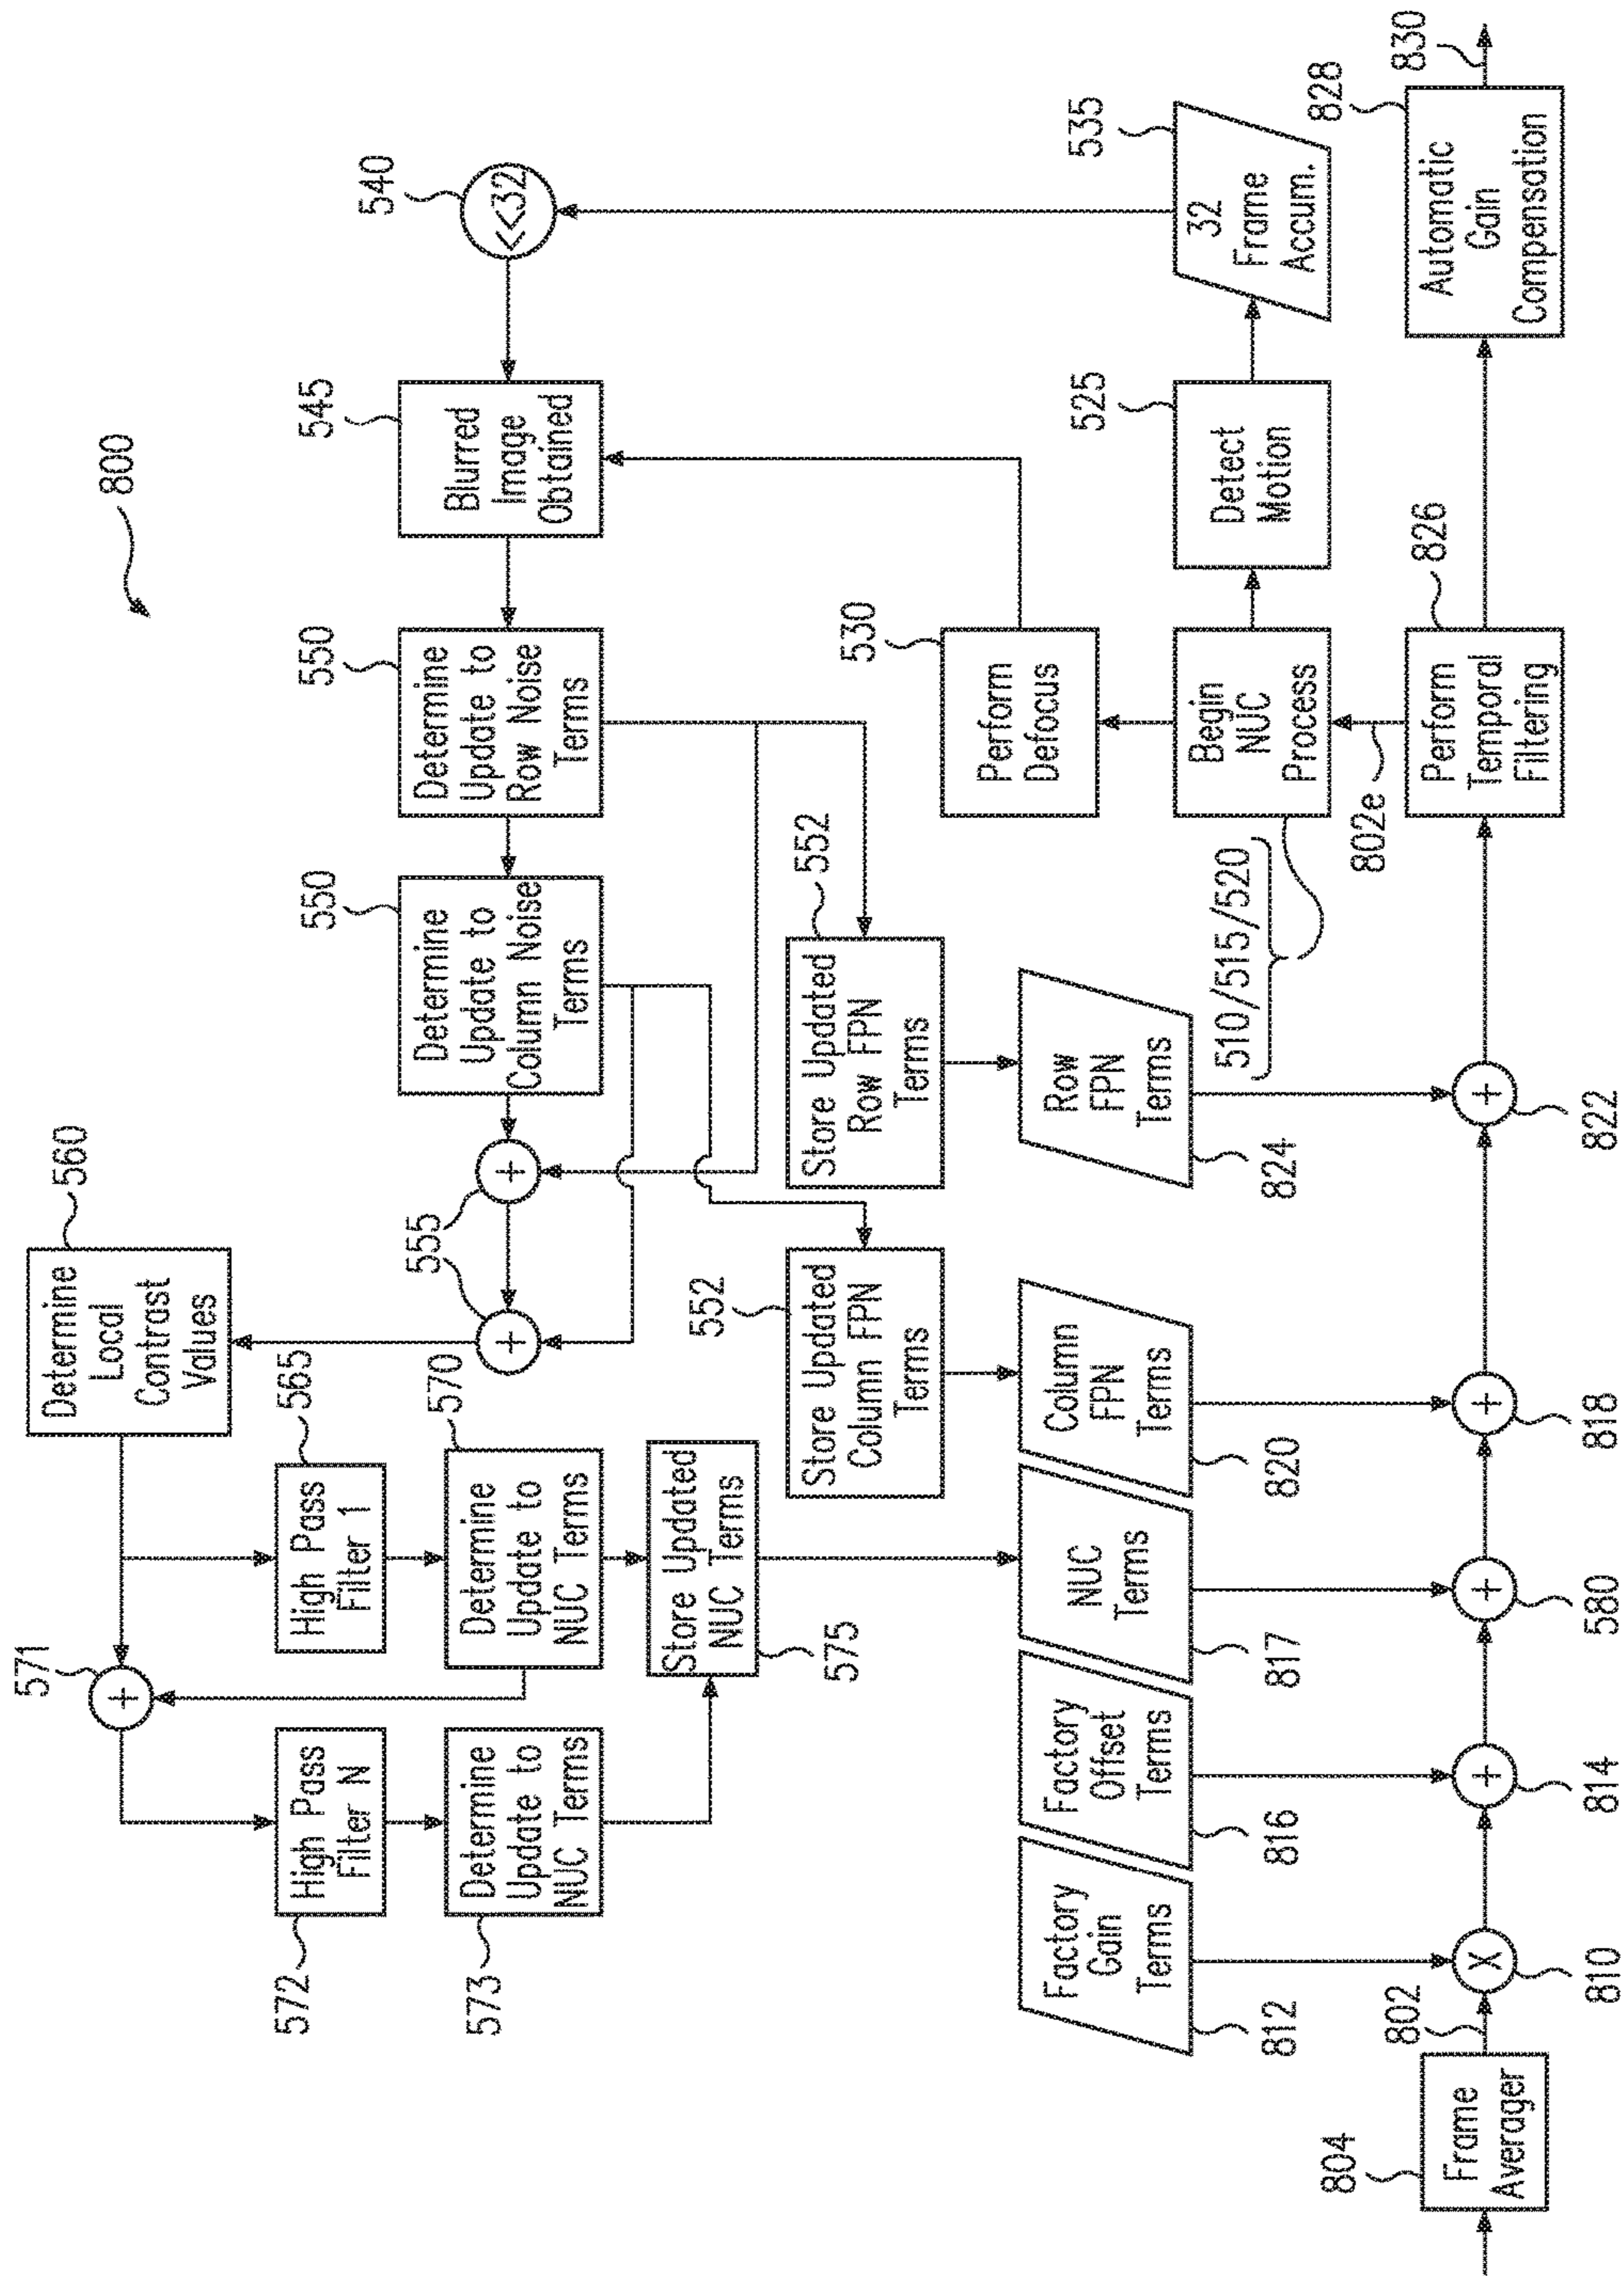 800
560
Determine
Local
Contrast
Values
571
565
High Pass
Filter 1
572
High Pass
Filter N
570
Determine
Update to
NUC Terms
573
Determine
Update to
NUC Terms
Store Updated
NUC Terms
575
555
550
Determine
Update to
Column Noise
Terms
550
Determine
Update to
Row Noise
Terms
545
Blurred
Image
Obtained
540
<<32
552
Store Updated
Column FPN
Terms
552
Store Updated
Row FPN
Terms
530
Perform
Defocus
Factory
Gain
Terms
812
Factory
Offset
Terms
816
NUC
Terms
817
Column
FPN
Terms
820
Row
FPN
Terms
824
510/515/520
Begin
NUC
Process
525
Detect
Motion
535
32
Frame
Accum.
804
Frame
Averager
802
X
810
+
814
+
580
+
818
+
822
+
+
+
+
802e
826
Perform
Temporal
Filtering
828
Automatic
Gain
Compensation
830